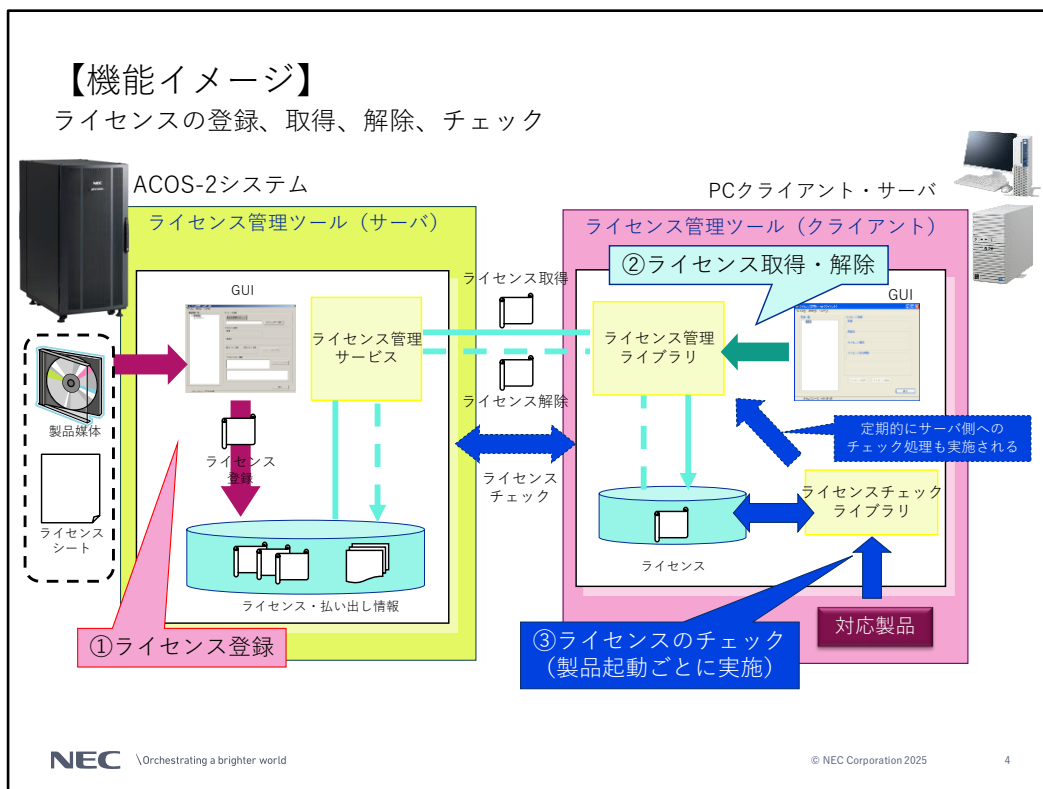 【機能イメージ】
ライセンスの登録、取得、解除、チェック
ACOS-2システム
PCクライアント・サーバ
ライセンス管理ツール（サーバ）
ライセンス管理ツール（クライアント）
ライセンス取得
②ライセンス取得・解除
GUI
GUI
ライセンス管理
サービス
ライセンス管理
ライブラリ
ライセンス解除
製品媒体
定期的にサーバ側への
チェック処理も実施される
ライセンス
登録
ライセンス
チェック
ライセンスチェック
ライブラリ
ライセンス
シート
ライセンス
ライセンス・払い出し情報
①ライセンス登録
③ライセンスのチェック
（製品起動ごとに実施）
対応製品
NEC
\Orchestrating a brighter world
© NEC Corporation 2025
4